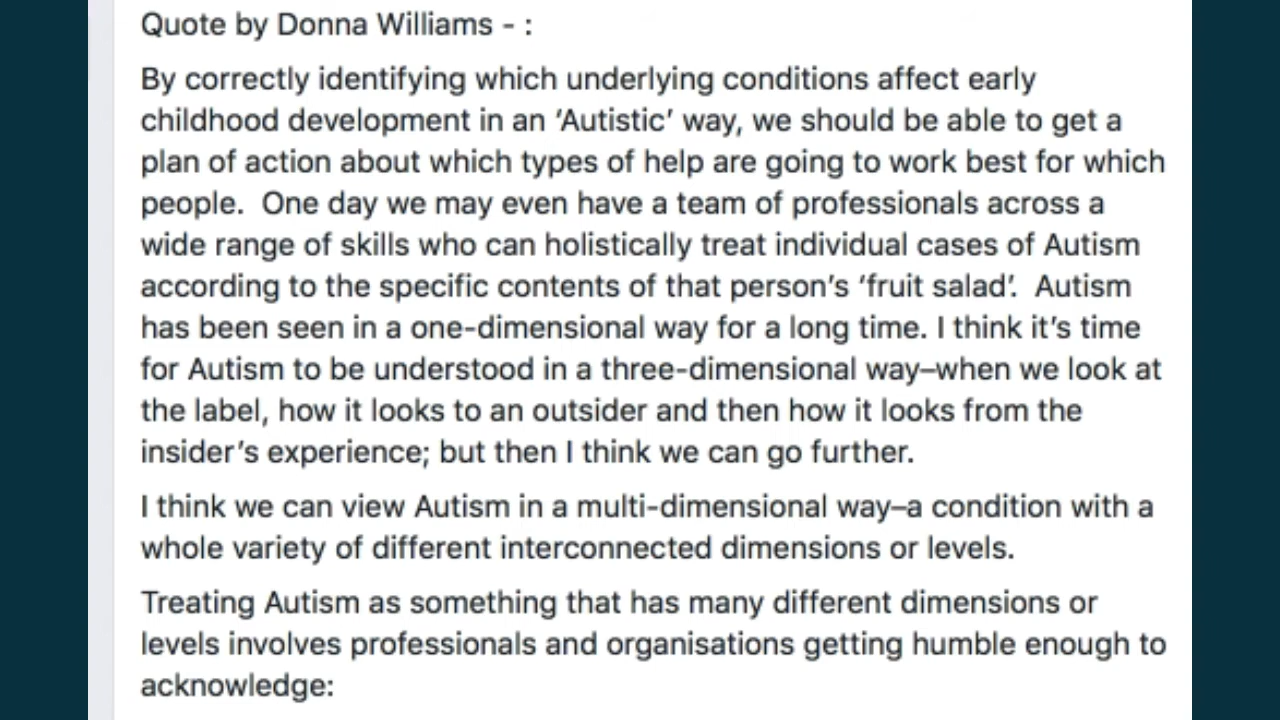 Quote by Donna Williams - :
By correctly identifying which underlying conditions affect early
childhood development in an ‘Autistic’ way, we should be able to get a
plan of action about which types of help are going to work best for which
people.  One day we may even have a team of professionals across a
wide range of skills who can holistically treat individual cases of Autism
according to the specific contents of that person’s ‘fruit salad’.  Autism
has been seen in a one-dimensional way for a long time. I think it’s time
for Autism to be understood in a three-dimensional way–when we look at
the label, how it looks to an outsider and then how it looks from the
insider’s experience; but then I think we can go further.
I think we can view Autism in a multi-dimensional way–a condition with a
whole variety of different interconnected dimensions or levels.
Treating Autism as something that has many different dimensions or
levels involves professionals and organisations getting humble enough to
acknowledge: